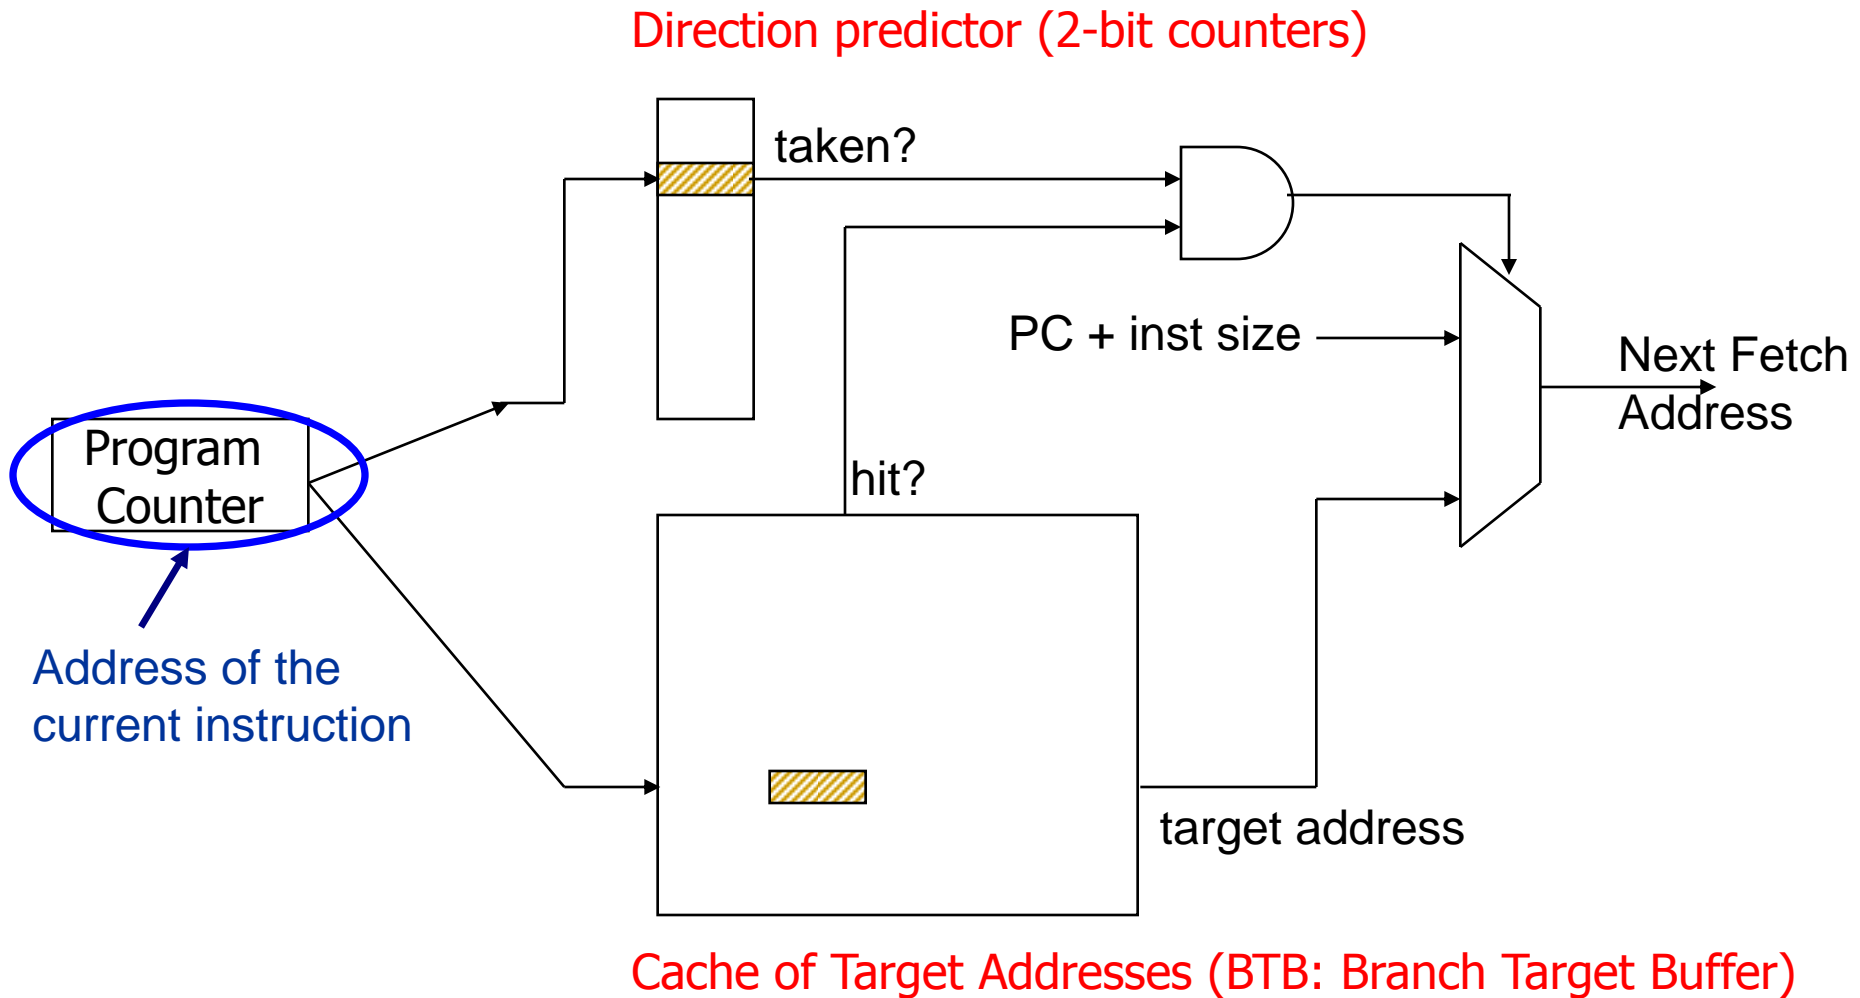 Direction predictor (2-bit counters)
taken?
PC + inst size
Next Fetch
Address
Program
Counter
hit?
Address of the
current instruction
target address
Cache of Target Addresses (BTB: Branch Target Buffer)